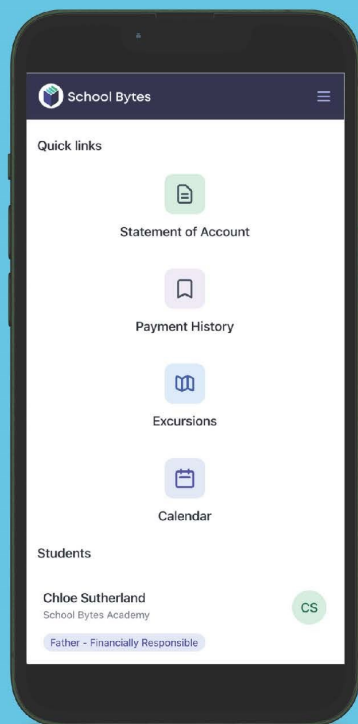 School Bytes
Quick links
Statement of Account
Payment History
Excursions
Calendar
Students
Chloe Sutherland
School Bytes Academy
CS
Father - Financially Responsible